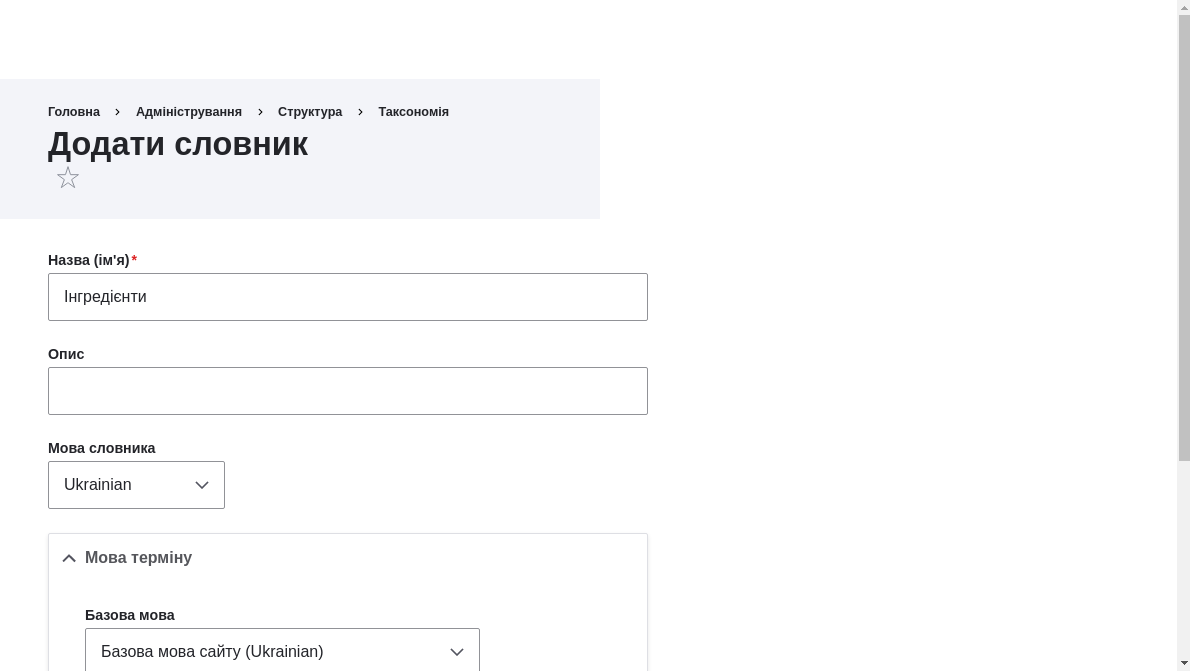 Головна Адміністрування Структура Таксономія
Додати словник
Назва (ім'я)*
Інгредієнти
Опис
Мова словника
Ukrainian
Мова терміну
Базова мова
Базова мова сайту (Ukrainian)